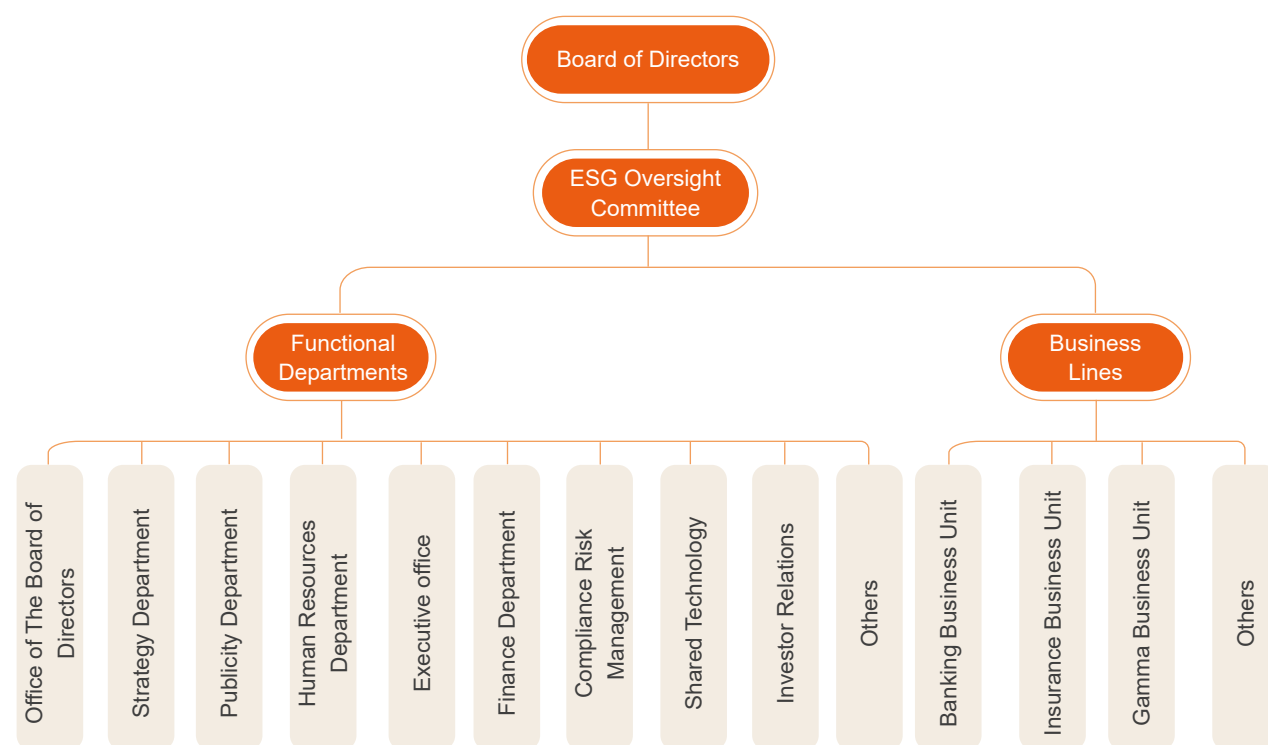 Board of Directors
ESG Oversight
Committee
Functional
Departments
Business
Lines
Office of The Board of
Directors
Strategy Department
Publicity Department
Human Resources
Department
Executive office
Finance Department
Compliance Risk
Management
Shared Technology
Investor Relations
Others
Banking Business Unit
Insurance Business Unit
Gamma Business Unit
Others